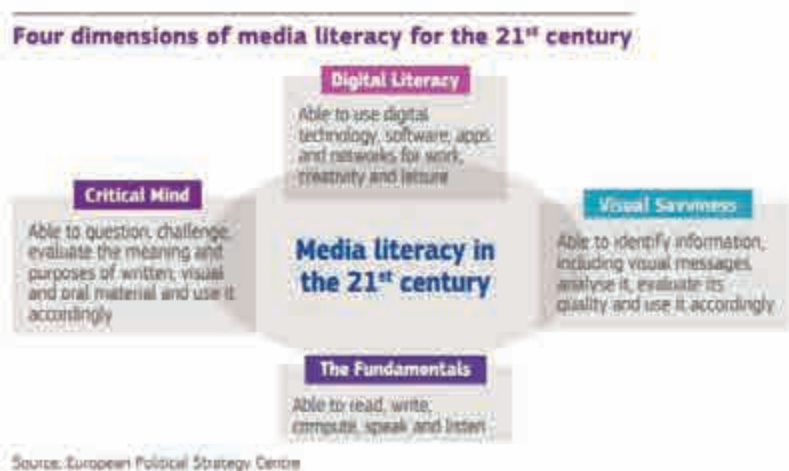 Four dimensions of media literacy for the 21st century
Digital Literacy
Able to use digital
technology, software, apps
and networks for work,
creativity and leisure
Critical Mind
Able to question, challenge,
evaluate the meaning and
purposes of written, visual
and oral material and use it
accordingly
Media literacy in
the 21st century
Visual Savviness
Able to identify information,
including visual messages,
analyse it, evaluate its
quality and use it accordingly
The Fundamentals
Able to read, write,
compute, speak and listen
Source: European Political Strategy Centre